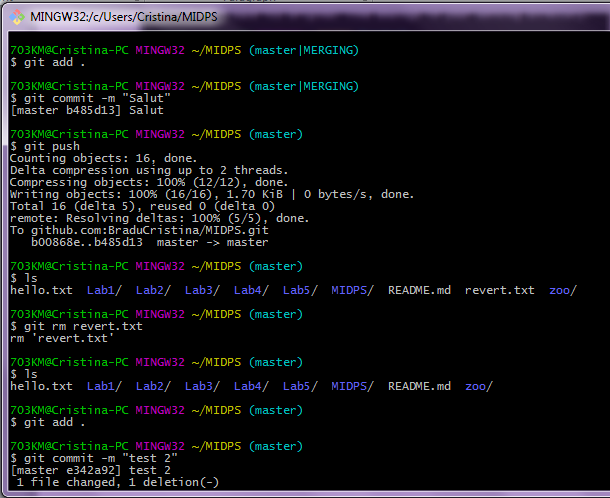 MINGW32:/c/Users/Cristina/MIDPS
703KM@Cristina-PC MINGW32 ~/MIDPS (master|MERGING)
$ git add .
703KM@Cristina-PC MINGW32 ~/MIDPS (master|MERGING)
$ git commit -m "Salut"
[master b485d13] Salut
703KM@Cristina-PC MINGW32 ~/MIDPS (master)
$ git push
Counting objects: 16, done.
Delta compression using up to 2 threads.
Compressing objects: 100% (12/12), done.
Writing objects: 100% (16/16), 1.70 KiB | 0 bytes/s, done.
Total 16 (delta 5), reused 0 (delta 0)
remote: Resolving deltas: 100% (5/5), done.
To github.com:BraduCristina/MIDPS.git
   b00868e..b485d13  master -> master
703KM@Cristina-PC MINGW32 ~/MIDPS (master)
$ ls
hello.txt  Lab1/  Lab2/  Lab3/  Lab4/  Lab5/  MIDPS/  README.md  revert.txt  zoo/
703KM@Cristina-PC MINGW32 ~/MIDPS (master)
$ git rm revert.txt
rm 'revert.txt'
703KM@Cristina-PC MINGW32 ~/MIDPS (master)
$ ls
hello.txt  Lab1/  Lab2/  Lab3/  Lab4/  Lab5/  MIDPS/  README.md  zoo/
703KM@Cristina-PC MINGW32 ~/MIDPS (master)
$ git add .
703KM@Cristina-PC MINGW32 ~/MIDPS (master)
$ git commit -m "test 2"
[master e342a92] test 2
 1 file changed, 1 deletion(-)